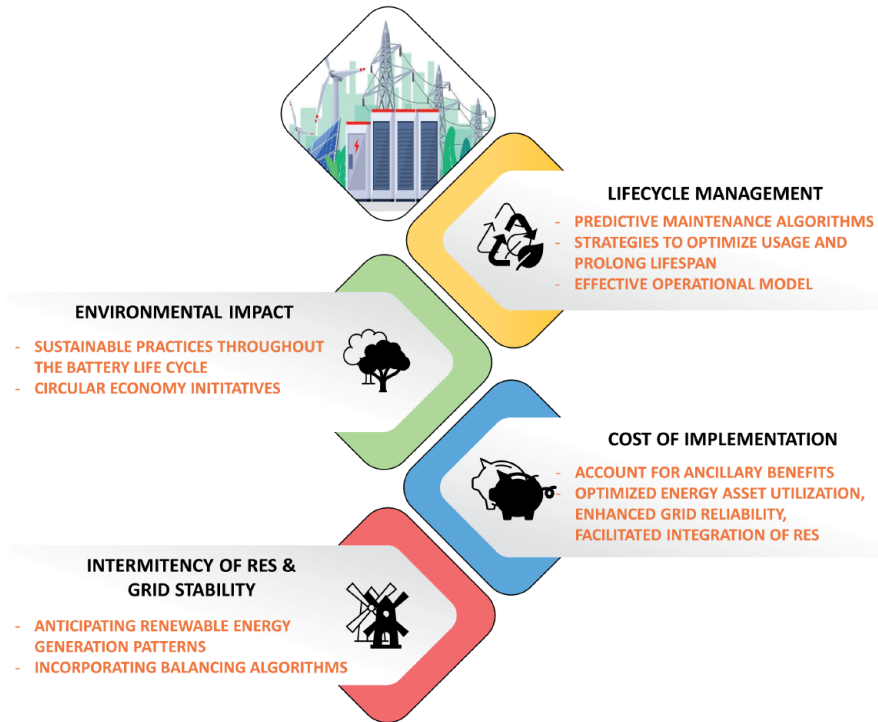 LIFECYCLE MANAGEMENT
- PREDICTIVE MAINTENANCE ALGORITHMS
- STRATEGIES TO OPTIMIZE USAGE AND
PROLONG LIFESPAN
- EFFECTIVE OPERATIONAL MODEL
ENVIRONMENTAL IMPACT
- SUSTAINABLE PRACTICES THROUGHOUT
THE BATTERY LIFE CYCLE
- CIRCULAR ECONOMY INITITATIVES
COST OF IMPLEMENTATION
- ACCOUNT FOR ANCILLARY BENEFITS
- OPTIMIZED ENERGY ASSET UTILIZATION,
ENHANCED GRID RELIABILITY,
FACILITATED INTEGRATION OF RES
INTERMITENCY OF RES &
GRID STABILITY
- ANTICIPATING RENEWABLE ENERGY
GENERATION PATTERNS
- INCORPORATING BALANCING ALGORITHMS